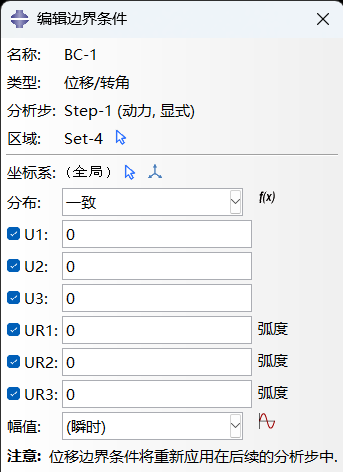 编辑边界条件
名称: BC-1
类型: 位移/转角
分析步: Step-1 (动力, 显式)
区域: Set-4
坐标系: (全局)
分布: 一致 f(x)
U1: 0
U2: 0
U3: 0
UR1: 0 弧度
UR2: 0 弧度
UR3: 0 弧度
幅值: (瞬时)
注意: 位移边界条件将重新应用在后续的分析步中.